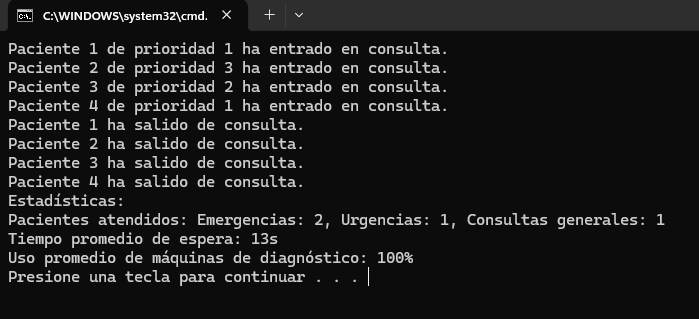 C:\WINDOWS\system32\cmd.
Paciente 1 de prioridad 1 ha entrado en consulta.
Paciente 2 de prioridad 3 ha entrado en consulta.
Paciente 3 de prioridad 2 ha entrado en consulta.
Paciente 4 de prioridad 1 ha entrado en consulta.
Paciente 1 ha salido de consulta.
Paciente 2 ha salido de consulta.
Paciente 3 ha salido de consulta.
Paciente 4 ha salido de consulta.
Estadísticas:
Pacientes atendidos: Emergencias: 2, Urgencias: 1, Consultas generales: 1
Tiempo promedio de espera: 13s
Uso promedio de máquinas de diagnóstico: 100%
Presione una tecla para continuar . . .